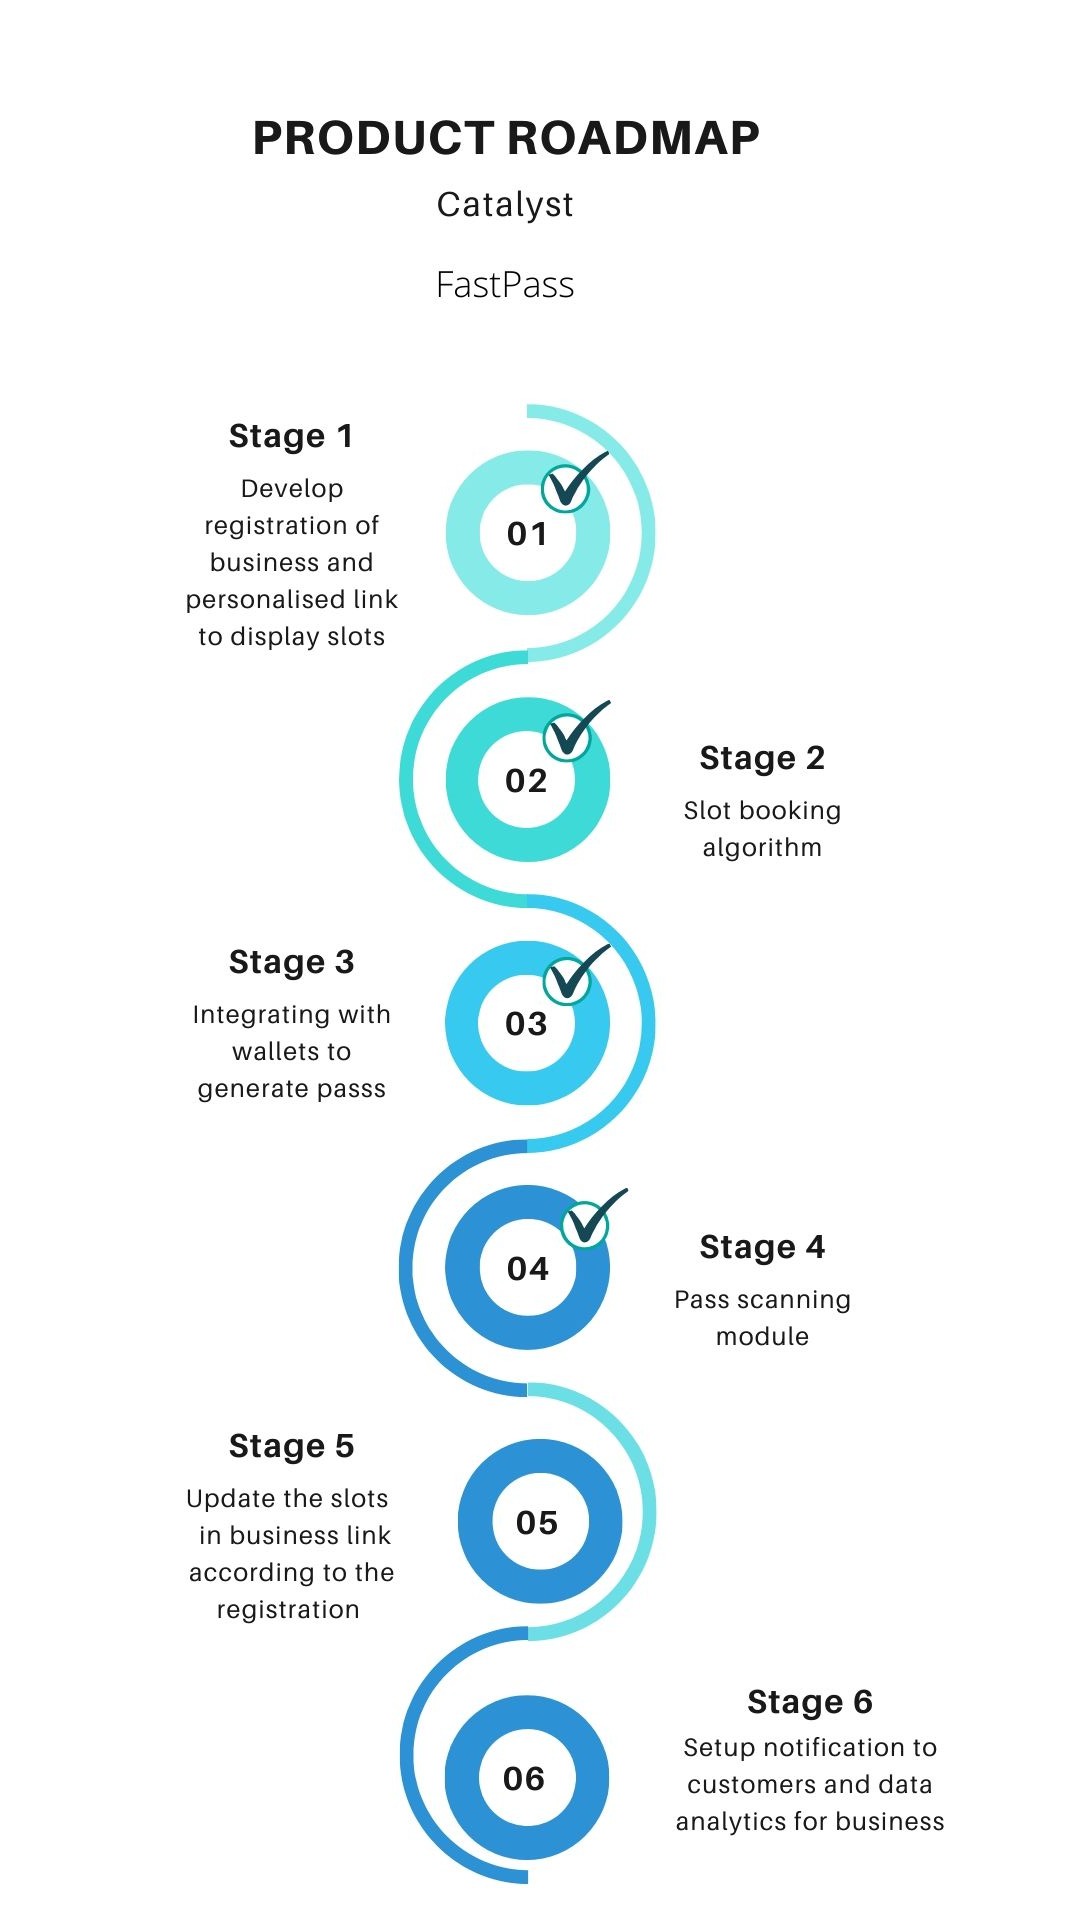 PRODUCT ROADMAP
Catalyst
FastPass
Stage 1
Develop
registration of
business and
personalised link
to display slots
01
02
Stage 2
Slot booking
algorithm
Stage 3
Integrating with
wallets to
generate passs
03
04
Stage 4
Pass scanning
module
Stage 5
Update the slots
in business link
according to the
registration
05
06
Stage 6
Setup notification to
customers and data
analytics for business